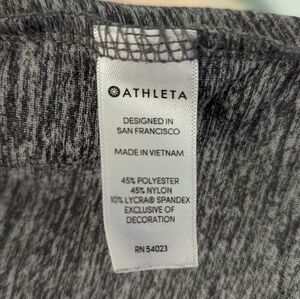 ATHLETA
DESIGNED IN
SAN FRANCISCO
MADE IN VIETNAM
45% POLYESTER
45% NYLON
10% LYCRA® SPANDEX
EXCLUSIVE OF
DECORATION
RN 54023